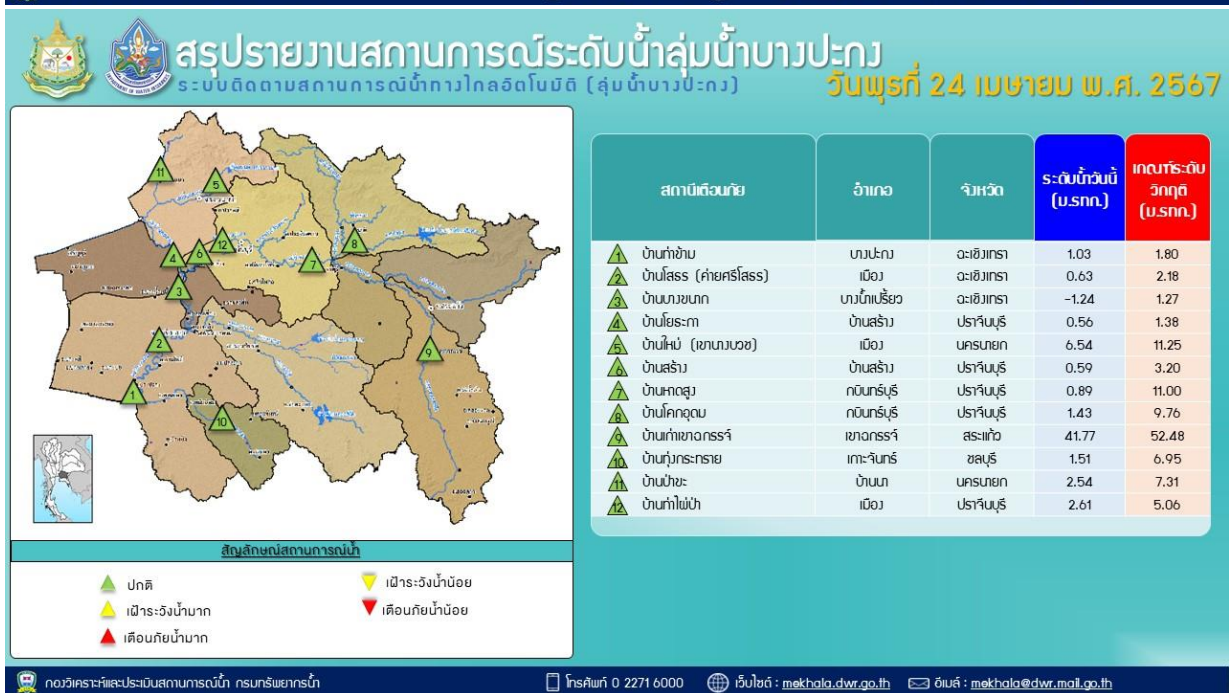 สรุปรายงานสถานการณ์ระดับน้ำลุ่มน้ำบางปะกง
ระบบติดตามสถานการณ์น้ำทางไกลอัตโนมัติ (ลุ่มน้ำบางปะกง)
วันพุธที่ 24 เมษายน พ.ศ. 2567
สถานีเตือนภัย อำเภอ จังหวัด ระดับน้ำวันนี้ (ม.รทก.) เกณฑ์ระดับวิกฤติ (ม.รทก.)
1 บ้านท่าข้าม บางปะกง ฉะเชิงเทรา 1.03 1.80
2 บ้านโสธร (ค่ายศรีโสธร) เมือง ฉะเชิงเทรา 0.63 2.18
3 บ้านบางขนาก บางน้ำเปรี้ยว ฉะเชิงเทรา -1.24 1.27
4 บ้านโยธะกา บ้านสร้าง ปราจีนบุรี 0.56 1.38
5 บ้านใหม่ (เขานางบวช) เมือง นครนายก 6.54 11.25
6 บ้านสร้าง บ้านสร้าง ปราจีนบุรี 0.59 3.20
7 บ้านหาดสูง กบินทร์บุรี ปราจีนบุรี 0.89 11.00
8 บ้านโคกอุดม กบินทร์บุรี ปราจีนบุรี 1.43 9.76
9 บ้านเก่าเขาฉกรรจ์ เขาฉกรรจ์ สระแก้ว 41.77 52.48
10 บ้านทุ่งกระทราย เกาะจันทร์ ชลบุรี 1.51 6.95
11 บ้านป่าขะ บ้านนา นครนายก 2.54 7.31
12 บ้านท่าไผ่ป่า เมือง ปราจีนบุรี 2.61 5.06
11
5
12
4
6
8
7
3
2
9
1
10
สัญลักษณ์สถานการณ์น้ำ
ปกติ
เฝ้าระวังน้ำน้อย
เฝ้าระวังน้ำมาก
เตือนภัยน้ำน้อย
เตือนภัยน้ำมาก
กองวิเคราะห์และประเมินสถานการณ์น้ำ กรมทรัพยากรน้ำ
โทรศัพท์ 0 2271 6000
เว็บไซต์ : mekhala.dwr.go.th
อีเมล์ : mekhala@dwr.mail.go.th